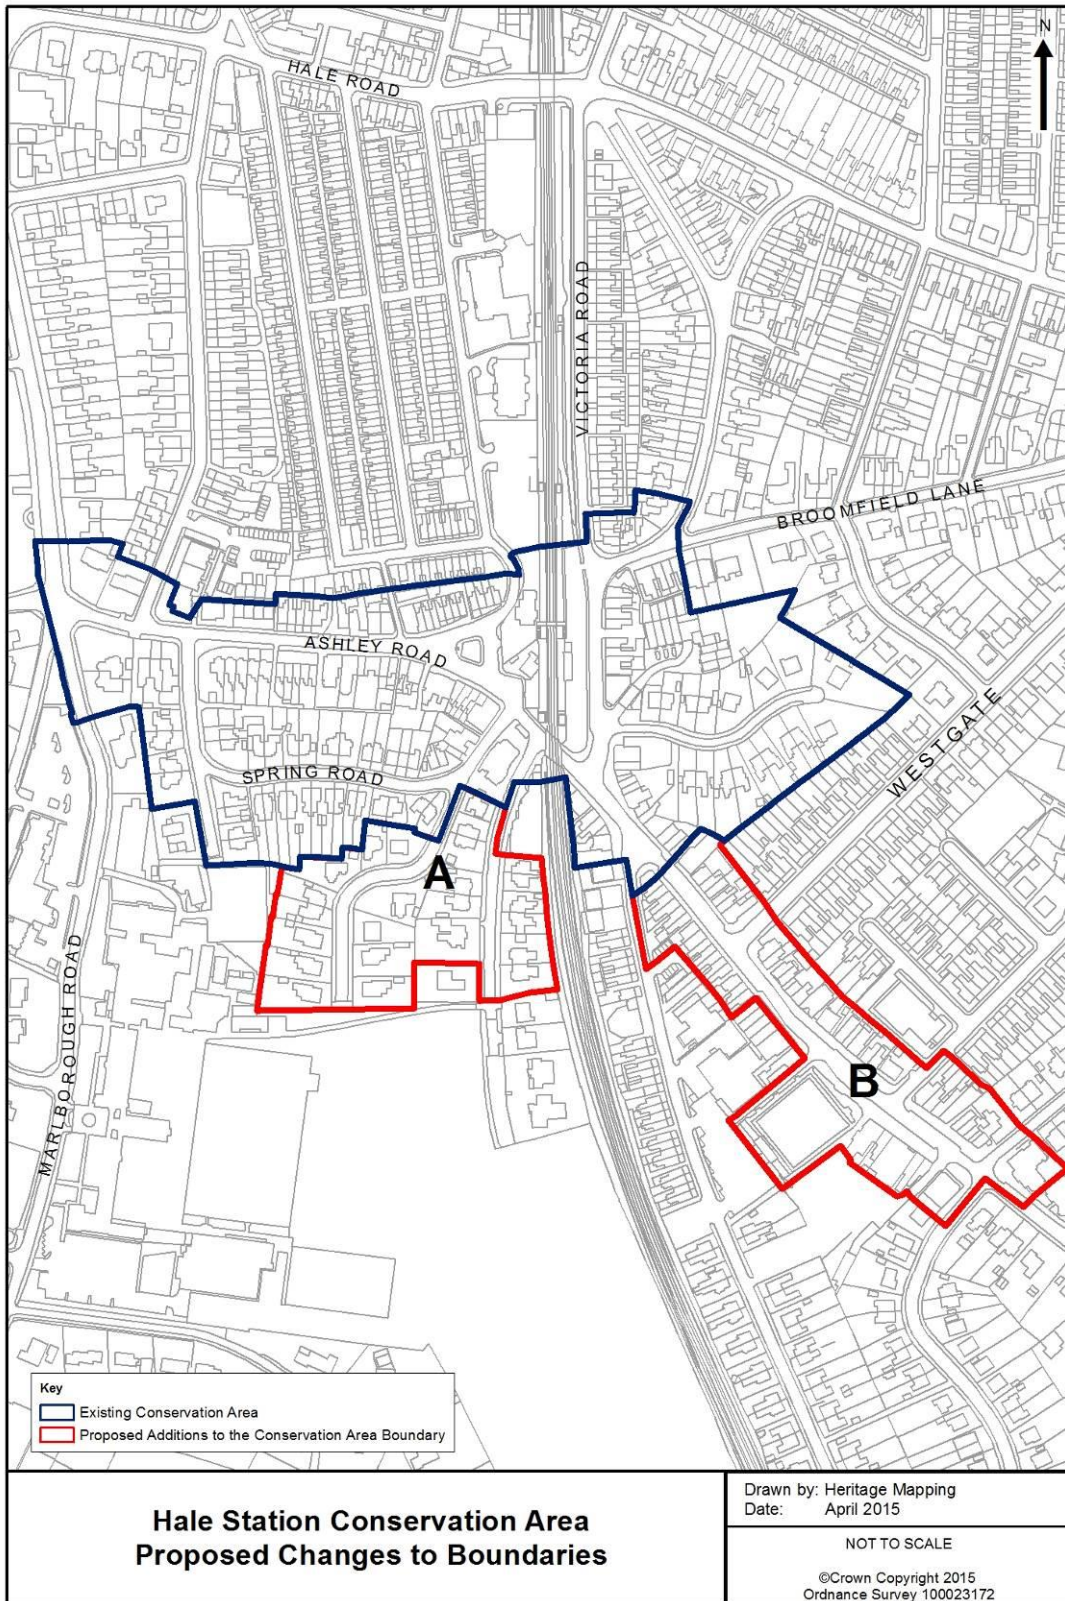 N
HALE ROAD
VICTORIA ROAD
BROOMFIELD LANE
ASHLEY ROAD
WESTGATE
SPRING ROAD
A
MARLBOROUGH ROAD
B
Key
Existing Conservation Area
Proposed Additions to the Conservation Area Boundary
Hale Station Conservation Area
Proposed Changes to Boundaries
Drawn by: Heritage Mapping
Date: April 2015
NOT TO SCALE
©Crown Copyright 2015
Ordnance Survey 100023172